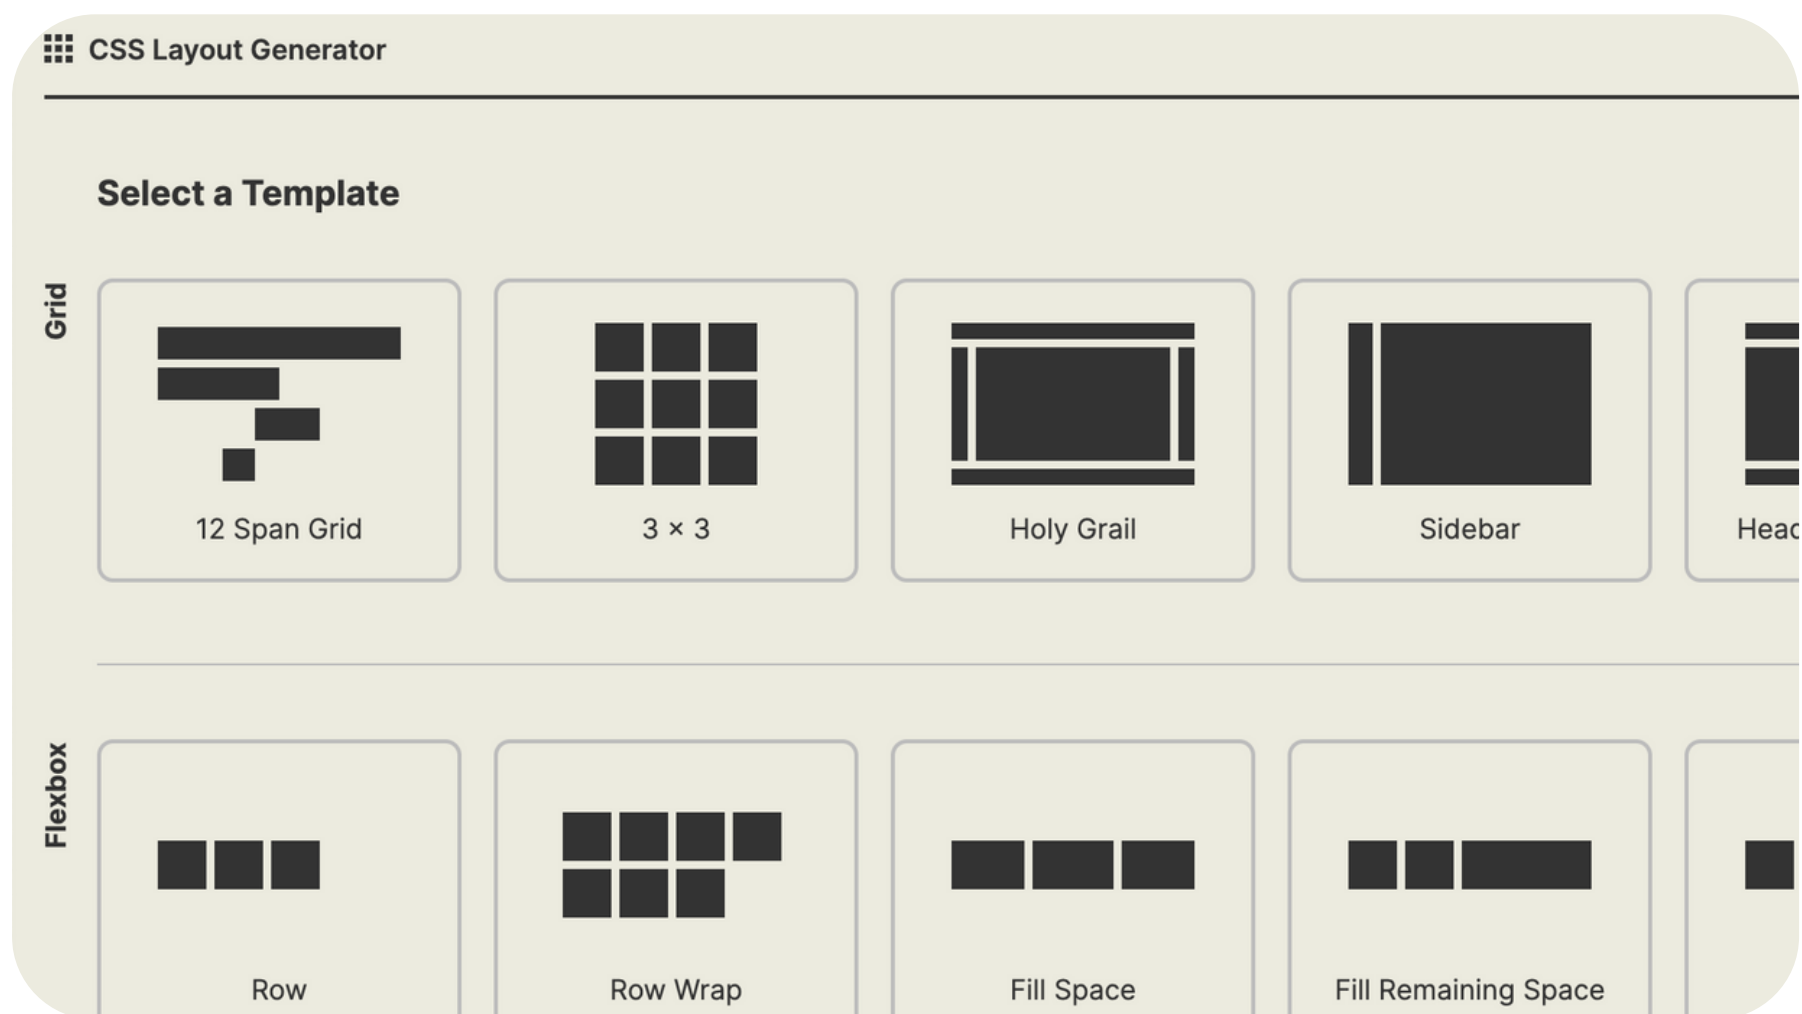 CSS Layout Generator
Select a Template
Grid
12 Span Grid
3 × 3
Holy Grail
Sidebar
Flexbox
Row
Row Wrap
Fill Space
Fill Remaining Space